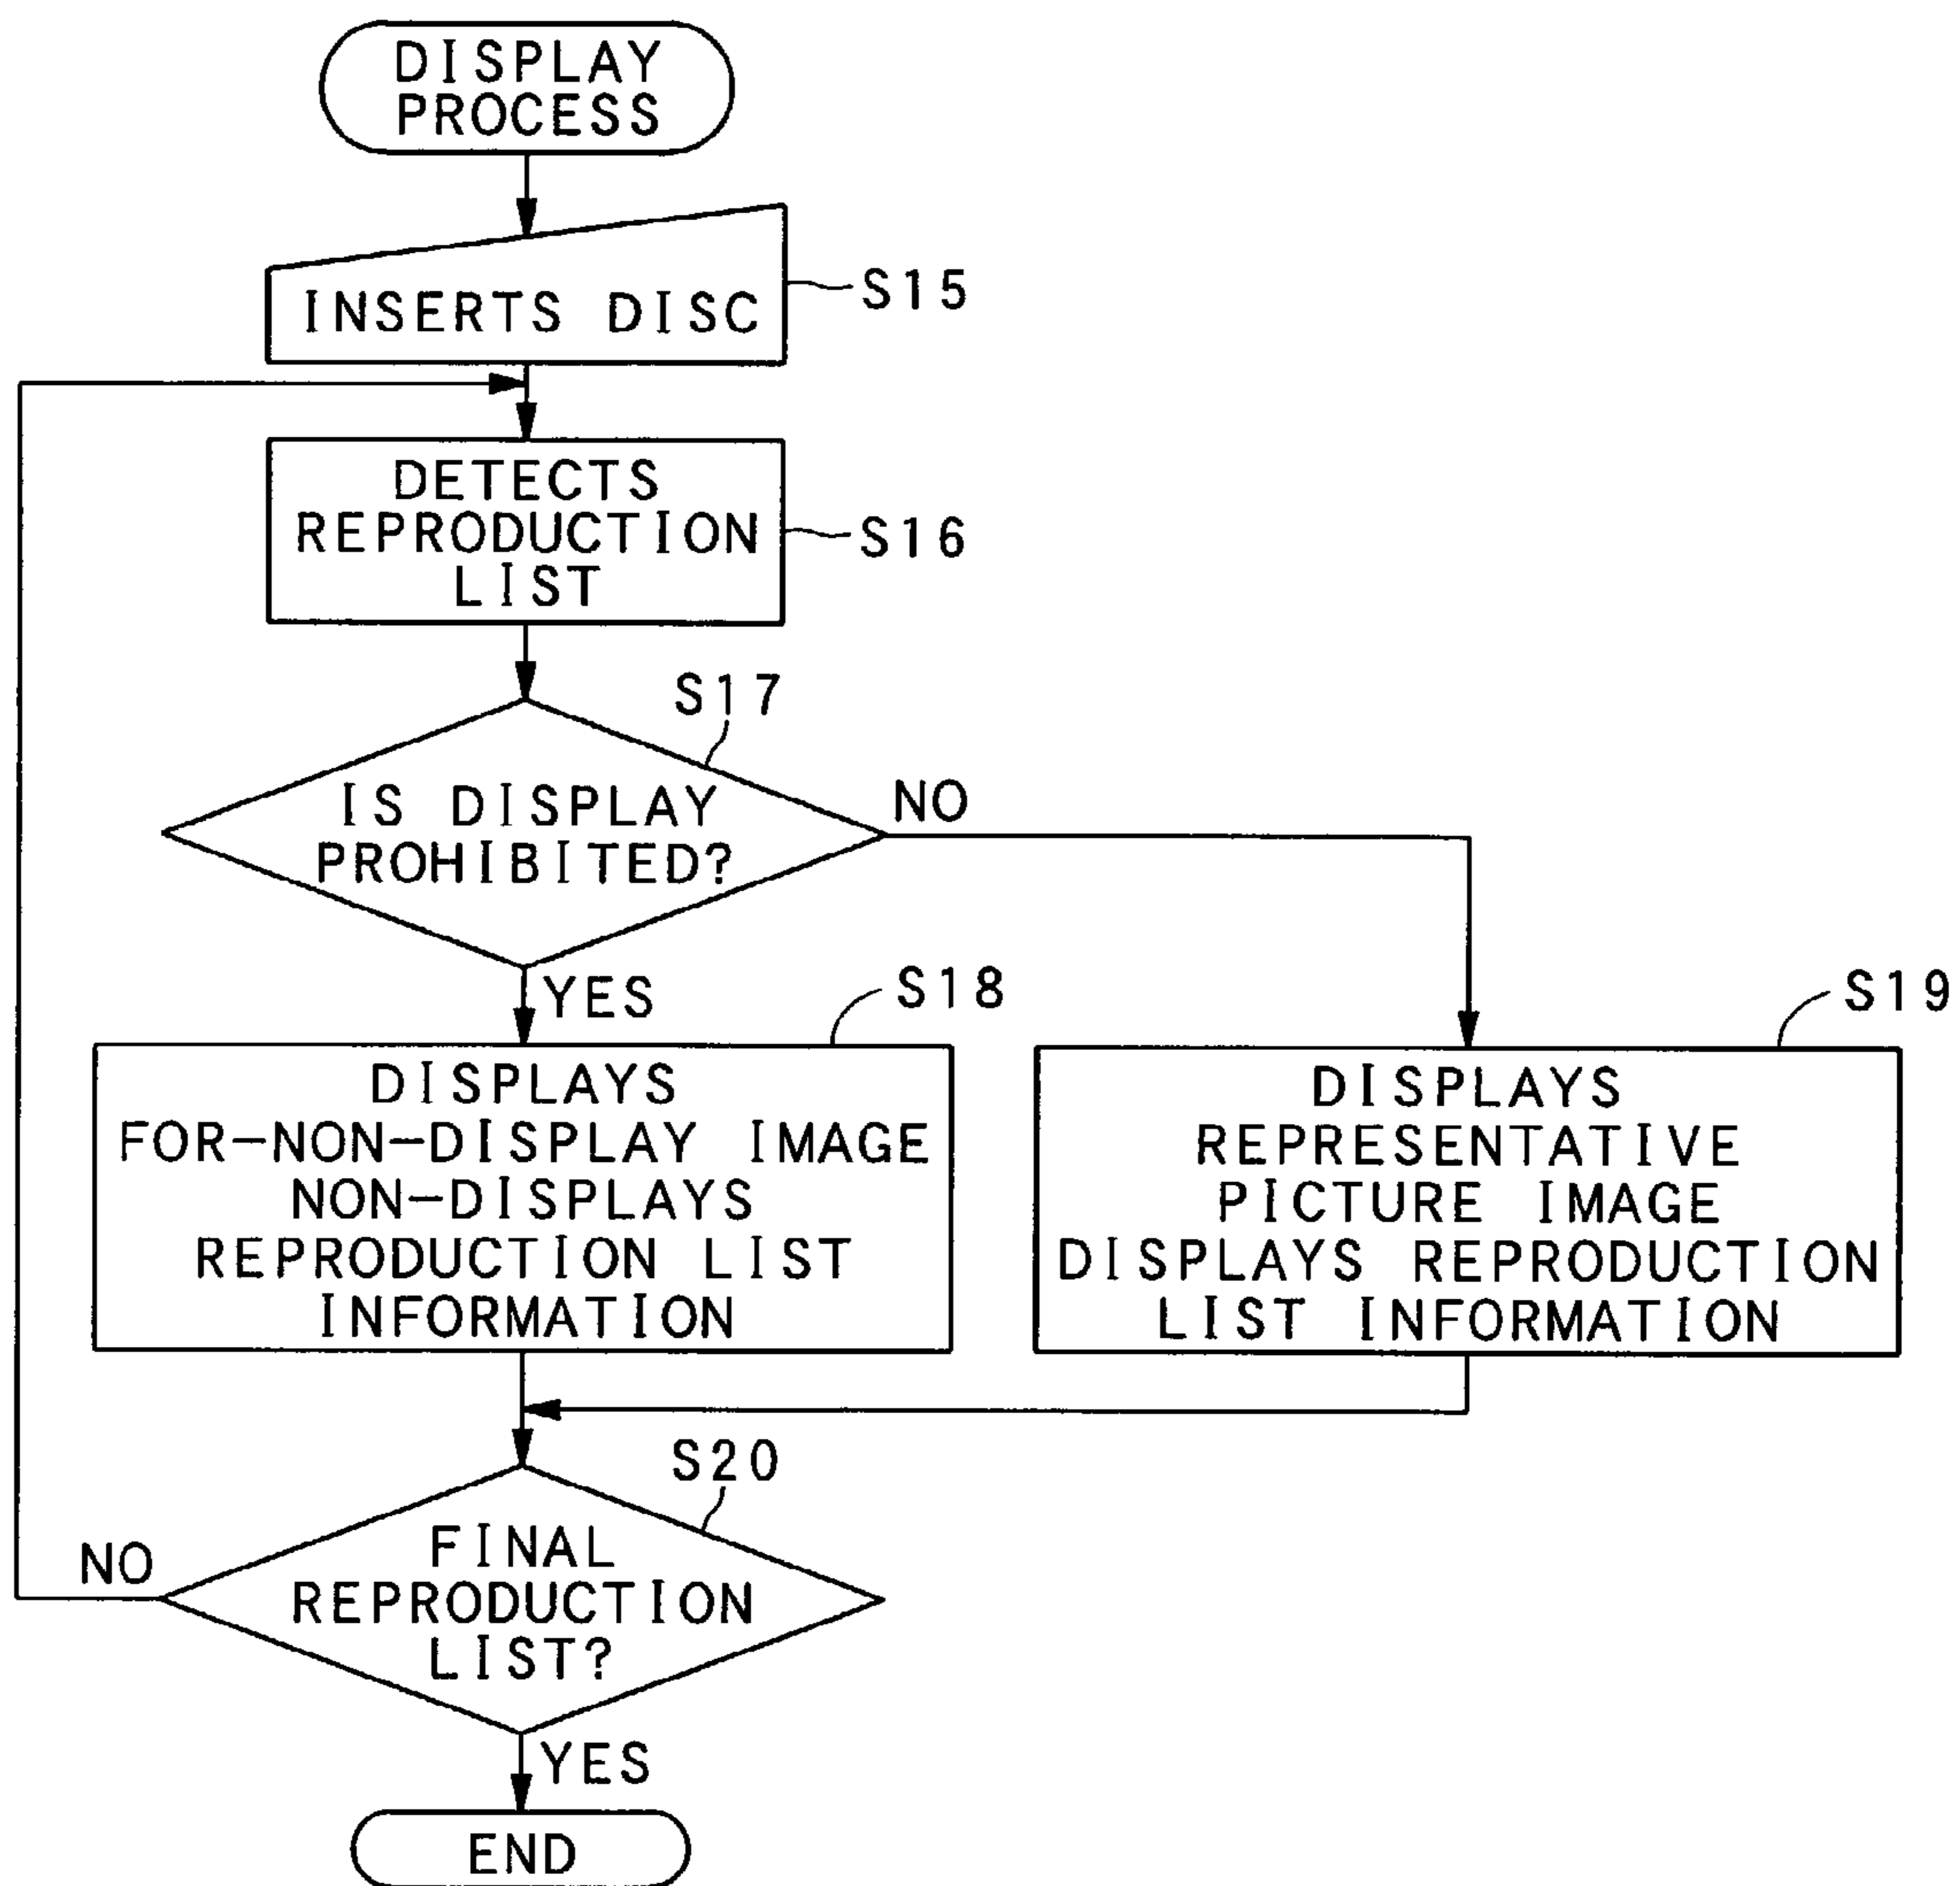 DISPLAY
PROCESS
INSERTS DISC
S15
DETECTS
REPRODUCTION
LIST
S16
S17
IS DISPLAY
PROHIBITED?
NO
YES
S18
S19
DISPLAYS
FOR-NON-DISPLAY IMAGE
NON-DISPLAYS
REPRODUCTION LIST
INFORMATION
DISPLAYS
REPRESENTATIVE
PICTURE IMAGE
DISPLAYS REPRODUCTION
LIST INFORMATION
S20
FINAL
REPRODUCTION
LIST?
NO
YES
END